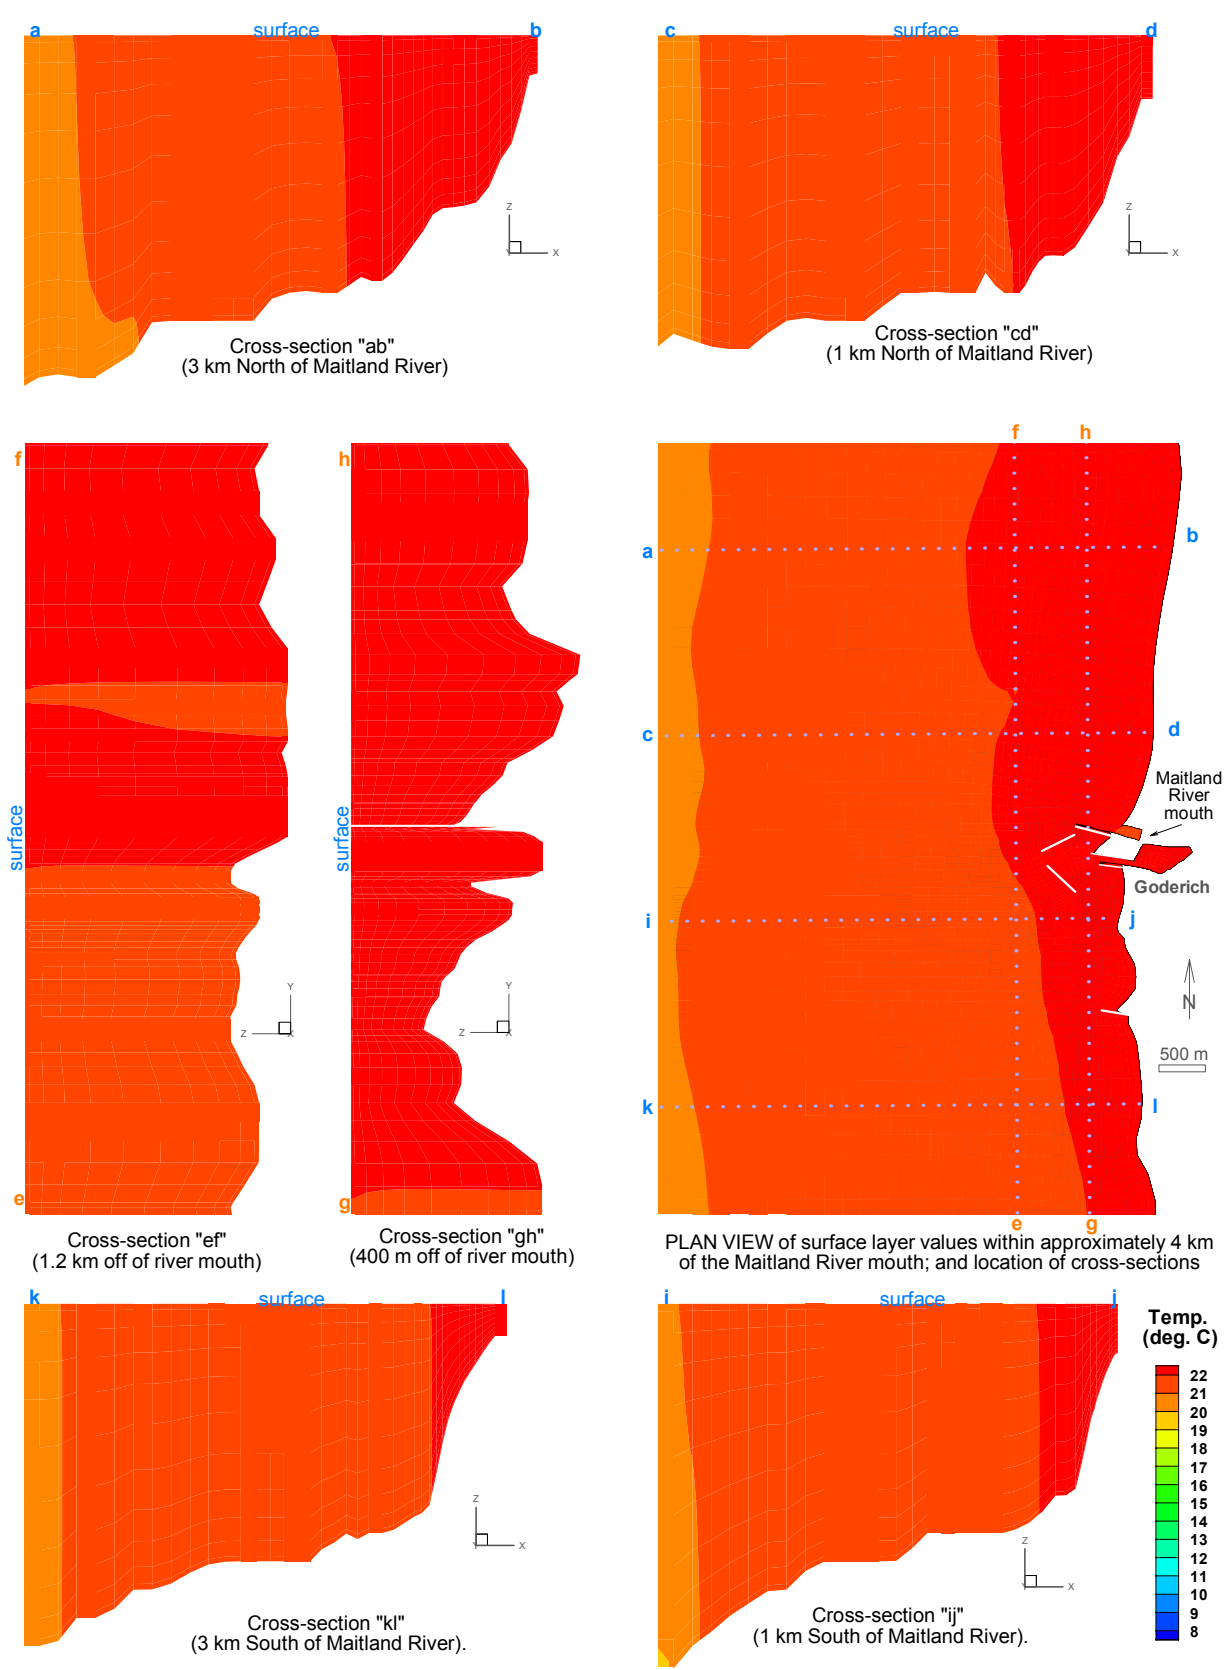 a
surface
b
Z
X
Y
Cross-section "ab"
(3 km North of Maitland River)
c
surface
d
Z
X
Y
Cross-section "cd"
(1 km North of Maitland River)
f
surface
e
Y
Z
X
Cross-section "ef"
(1.2 km off of river mouth)
h
surface
g
Y
Z
X
Cross-section "gh"
(400 m off of river mouth)
f
h
a
b
c
d
Maitland
River
mouth
Goderich
i
j
N
500 m
k
l
e
g
PLAN VIEW of surface layer values within approximately 4 km
of the Maitland River mouth; and location of cross-sections
k
surface
l
Z
X
Y
Cross-section "kl"
(3 km South of Maitland River).
i
surface
j
Z
X
Y
Cross-section "ij"
(1 km South of Maitland River).
Temp.
(deg. C)
22
21
20
19
18
17
16
15
14
13
12
11
10
9
8